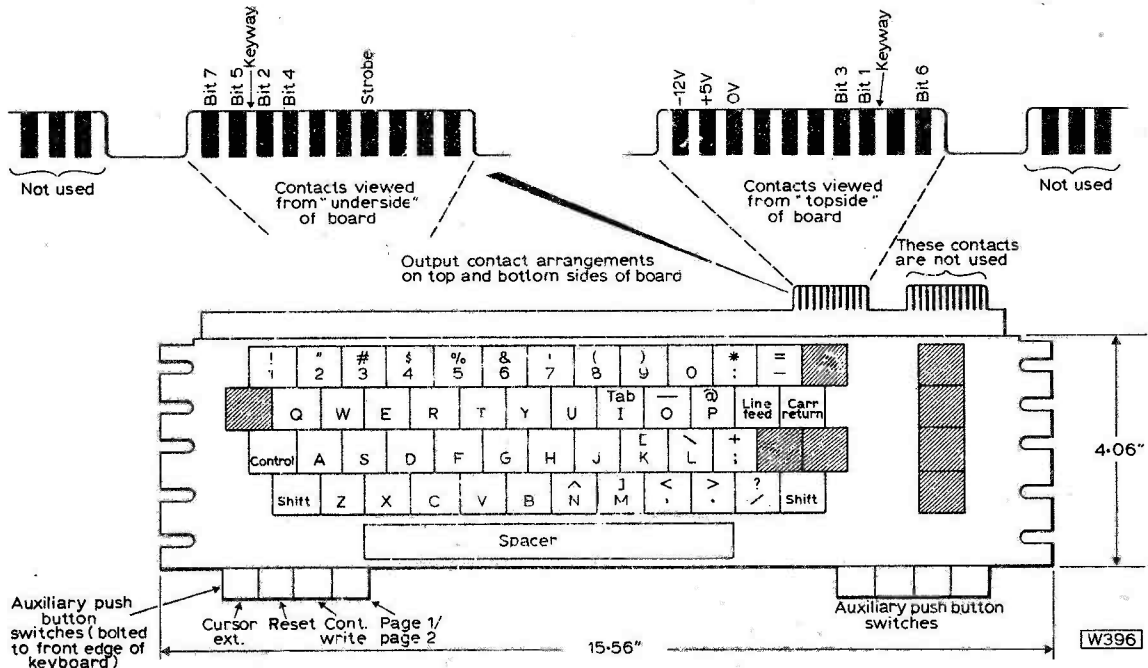 Bit 7
Bit 5
Keyway
Bit 2
Bit 4
Strobe
-12V
+5V
0V
Bit 3
Bit 1
Keyway
Bit 6
Not used
Contacts viewed
from "underside"
of board
Contacts viewed
from "topside"
of board
Not used
Output contact arrangements
on top and bottom sides of board
These contacts
are not used
! " # $ % & ' ( ) * =
1 2 3 4 5 6 7 8 9 0 : -
Tab — @
Q W E R T Y U I O P Line feed Carr return
[ \ +
Control A S D F G H J K L ;
^ ] < > ?
Shift Z X C V B N M , . / Shift
Spacer
4·06"
Auxiliary push
button
switches (bolted
to front edge of
keyboard)
Cursor
ext.
Reset
Cont.
write
Page 1/
page 2
Auxiliary push button
switches
15·56"
W396